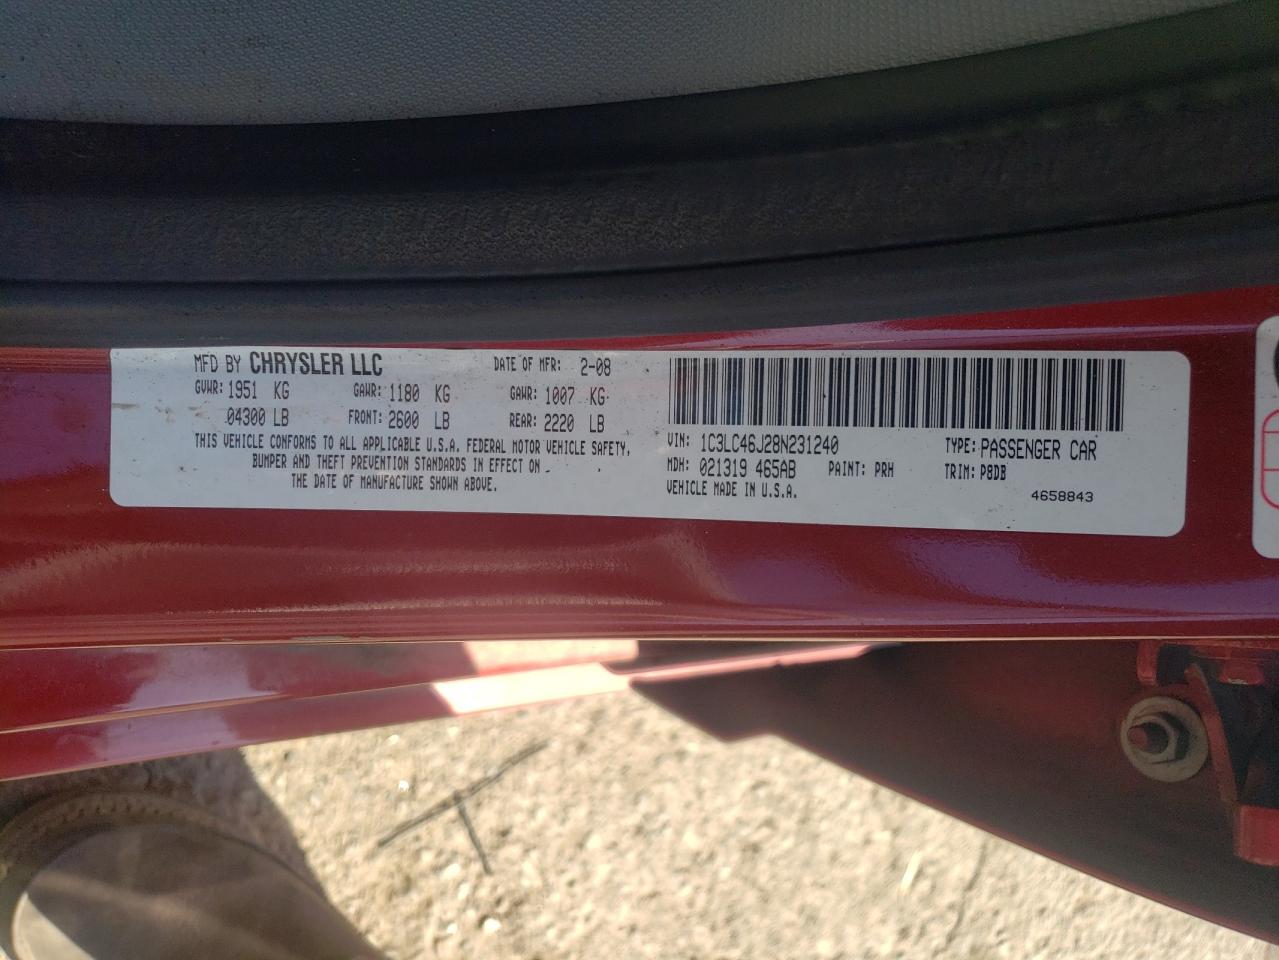 MFD BY CHRYSLER LLC DATE OF MFR: 2-08
GVWR: 1951 KG GAWR: 1180 KG GAWR: 1007 KG
04300 LB FRONT: 2600 LB REAR: 2220 LB
THIS VEHICLE CONFORMS TO ALL APPLICABLE U.S.A. FEDERAL MOTOR VEHICLE SAFETY,
BUMPER AND THEFT PREVENTION STANDARDS IN EFFECT ON
THE DATE OF MANUFACTURE SHOWN ABOVE.
VIN: 1C3LC46J28N231240 TYPE: PASSENGER CAR
MDH: 021319 465AB PAINT: PRH TRIM: P8DB
VEHICLE MADE IN U.S.A. 4658843